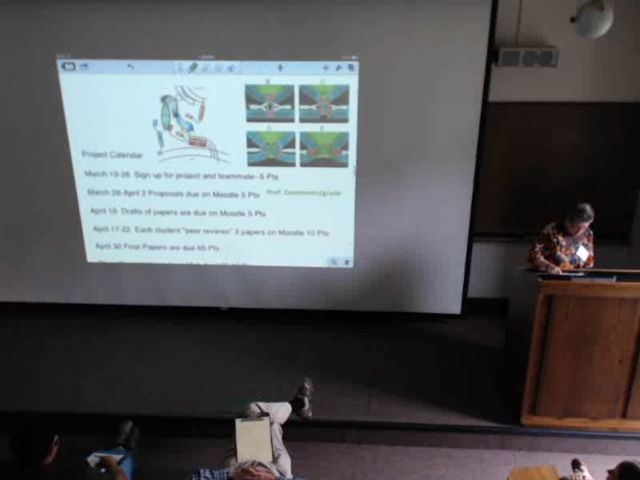 Project Calendar
March 19-26 Sign up for project and teammate--5 Pts
March 28-April 2 Proposals due on Moodle 5 Pts Prof. Comments/grade
April 16 Drafts of papers are due on Moodle 5 Pts
April 17-22 Each student "peer reviews" 3 papers on Moodle 10 Pts
April 30 Final Papers are due 65 Pts